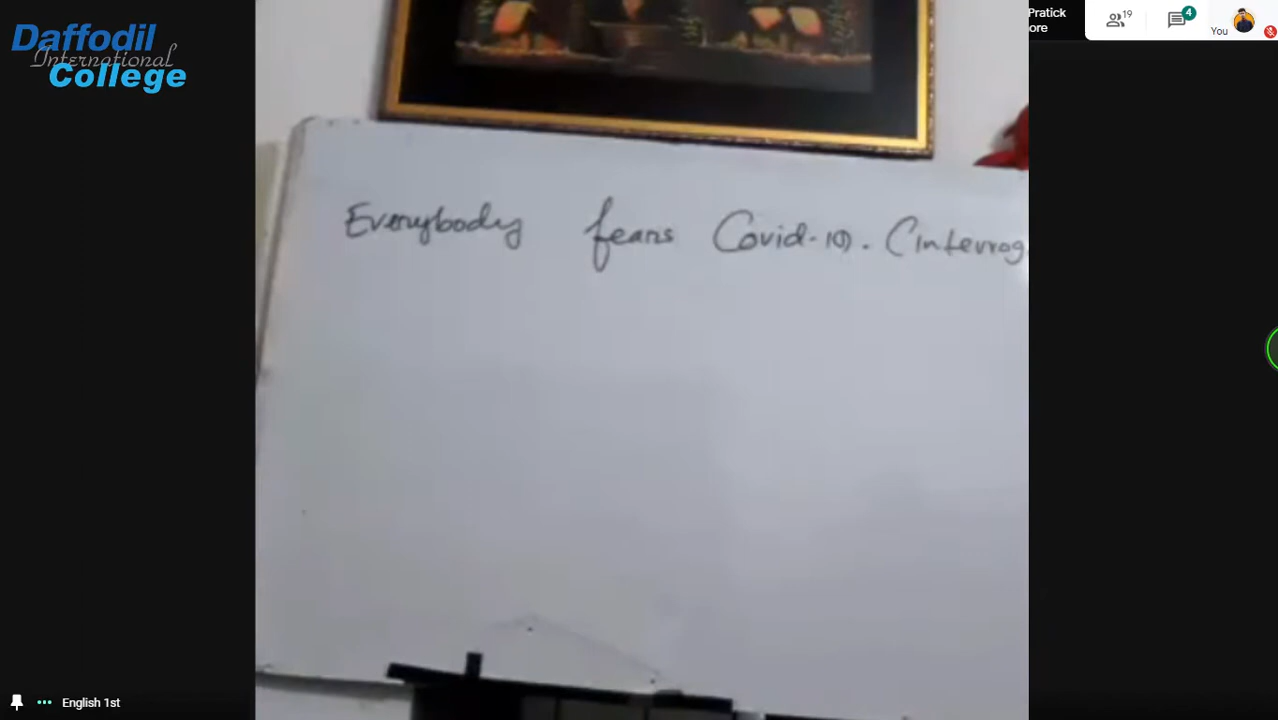 Daffodil
International
College
Pratick
ore
19
4
You
Everybody fears Covid-19. (Interrog
English 1st